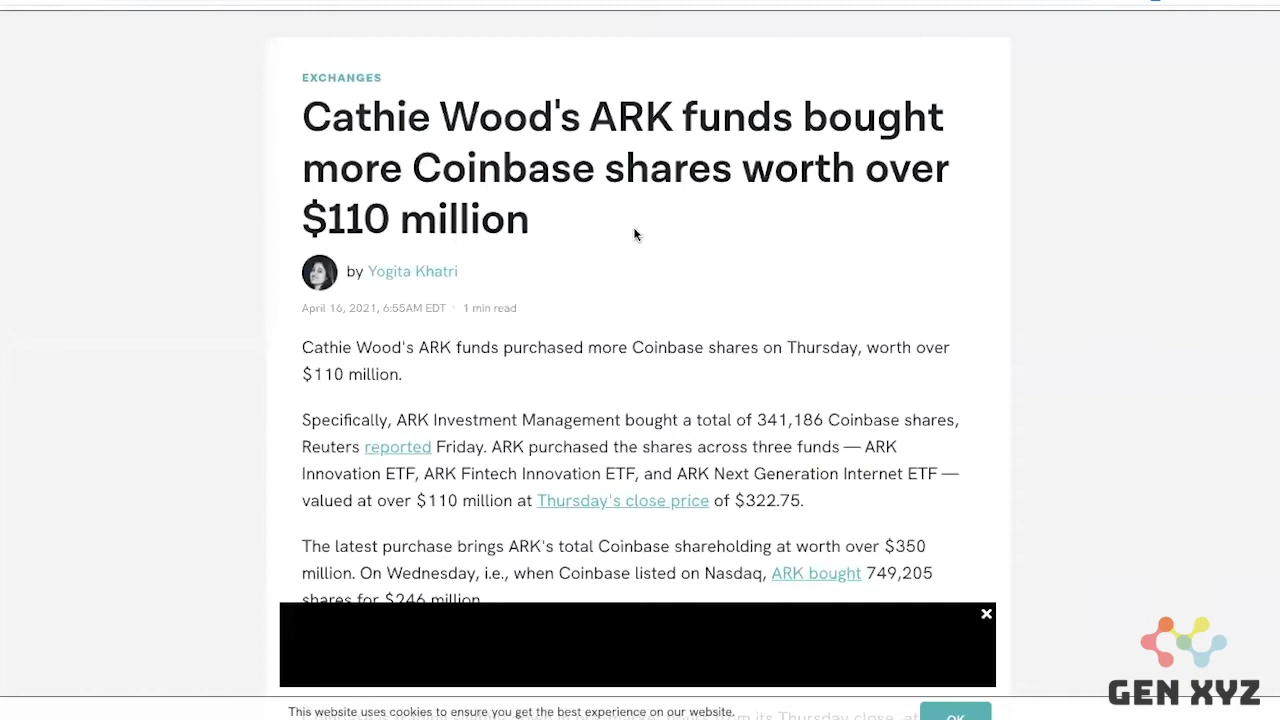 EXCHANGES
Cathie Wood's ARK funds bought
more Coinbase shares worth over
$110 million
by Yogita Khatri
April 16, 2021, 6:55AM EDT · 1 min read
Cathie Wood's ARK funds purchased more Coinbase shares on Thursday, worth over
$110 million.
Specifically, ARK Investment Management bought a total of 341,186 Coinbase shares,
Reuters reported Friday. ARK purchased the shares across three funds — ARK
Innovation ETF, ARK Fintech Innovation ETF, and ARK Next Generation Internet ETF —
valued at over $110 million at Thursday's close price of $322.75.
The latest purchase brings ARK's total Coinbase shareholding at worth over $350
million. On Wednesday, i.e., when Coinbase listed on Nasdaq, ARK bought 749,205
shares for $246 million.
This website uses cookies to ensure you get the best experience on our website.
from its Thursday close, at
OK
GEN XYZ